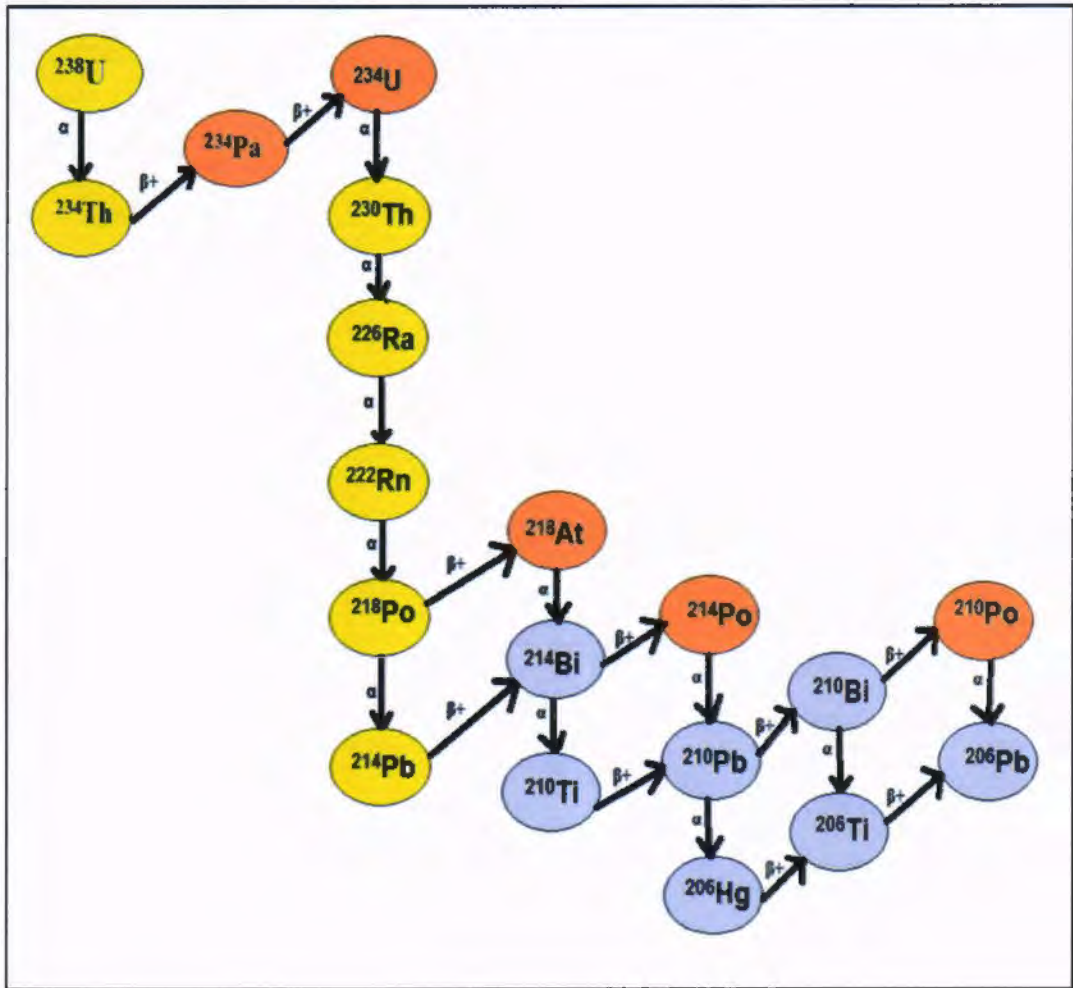 ²³⁸U
²³⁴U
α
β+
α
²³⁴Pa
β+
²³⁴Th
²³⁰Th
α
²²⁶Ra
α
²²²Rn
α
β+
²¹⁸At
²¹⁸Po
α
²¹⁴Po
²¹⁰Po
β+
β+
²¹⁴Bi
²¹⁰Bi
α
β+
α
α
α
β+
α
²¹⁴Pb
²¹⁰Ti
β+
²¹⁰Pb
²⁰⁶Pb
α
β+
²⁰⁶Ti
²⁰⁶Hg
β+